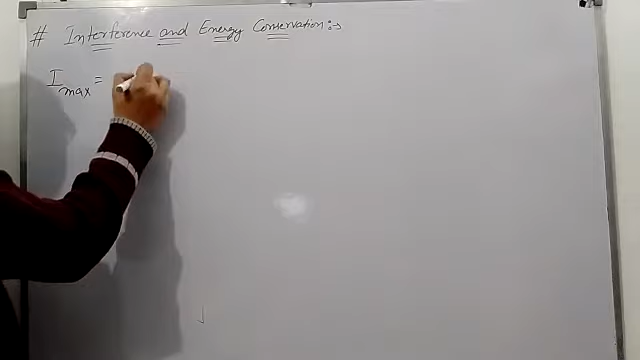 # Interference and Energy Conservation :->
I max =